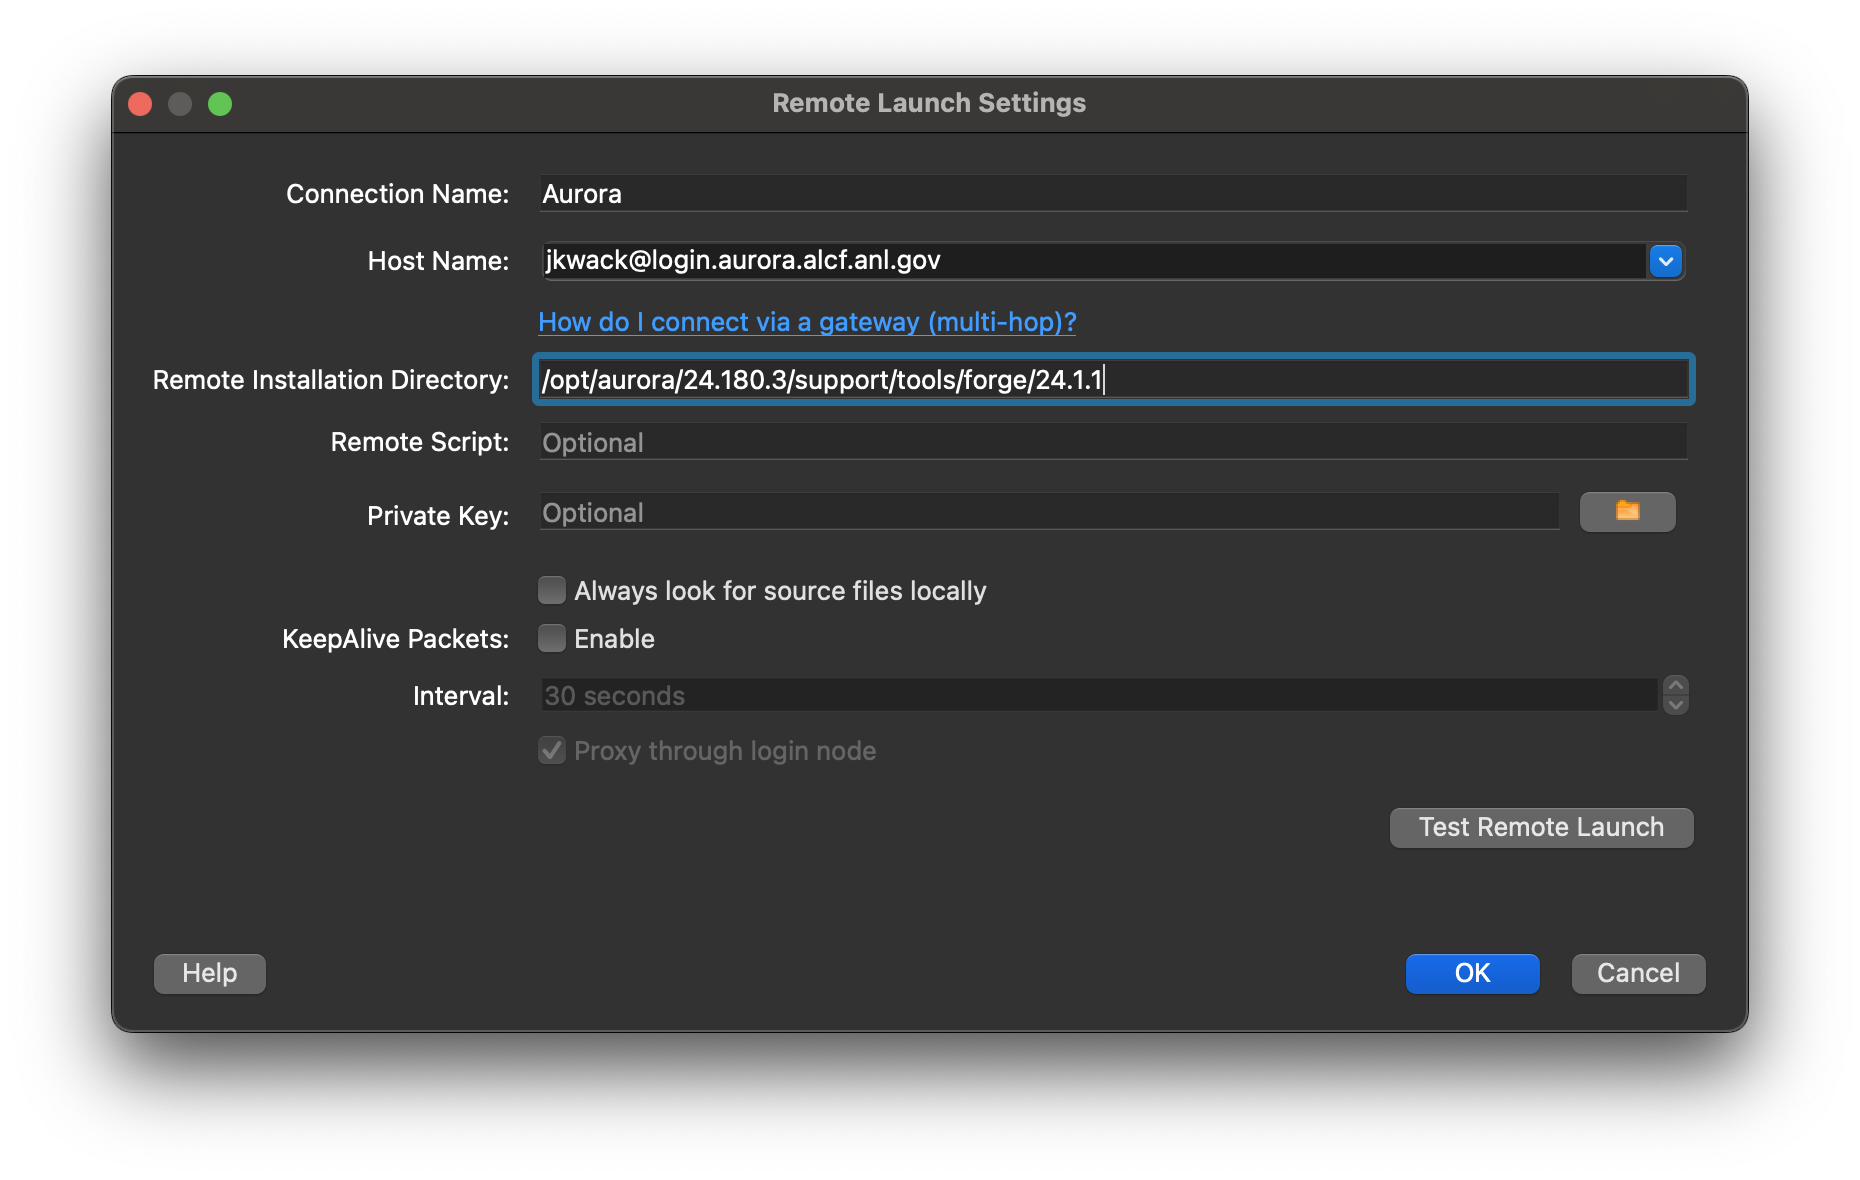 Remote Launch Settings
Connection Name: Aurora
Host Name: jkwack@login.aurora.alcf.anl.gov
How do I connect via a gateway (multi-hop)?
Remote Installation Directory: /opt/aurora/24.180.3/support/tools/forge/24.1.1
Remote Script: Optional
Private Key: Optional
Always look for source files locally
KeepAlive Packets: Enable
Interval: 30 seconds
Proxy through login node
Test Remote Launch
Help OK Cancel